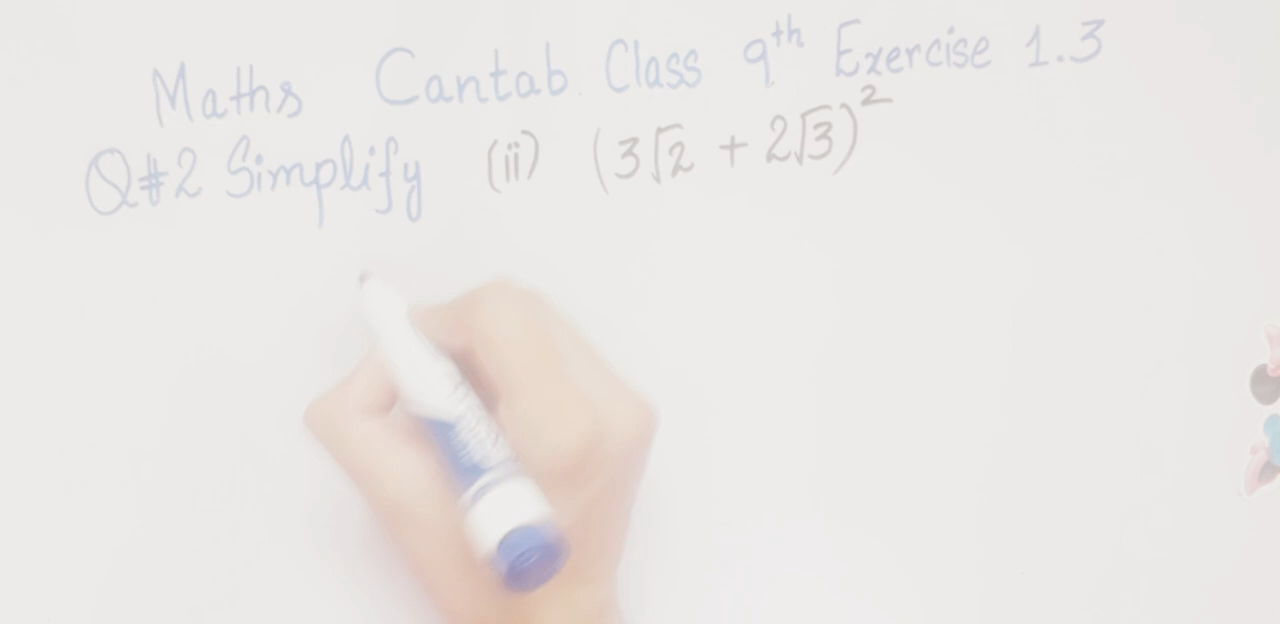 Maths Cantab Class 9th Exercise 1.3
Q#2 Simplify (ii) (3√2 + 2√3)²